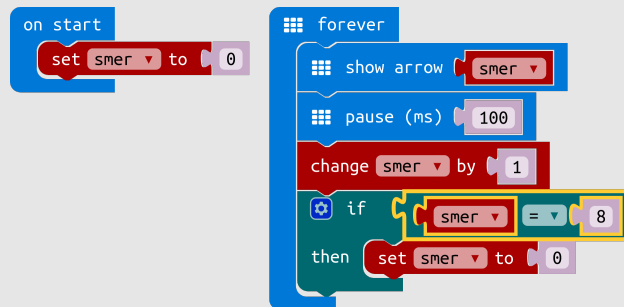 on start
set smer ▼ to 0
forever
show arrow smer ▼
pause (ms) 100
change smer ▼ by 1
if smer ▼ = ▼ 8
then set smer ▼ to 0